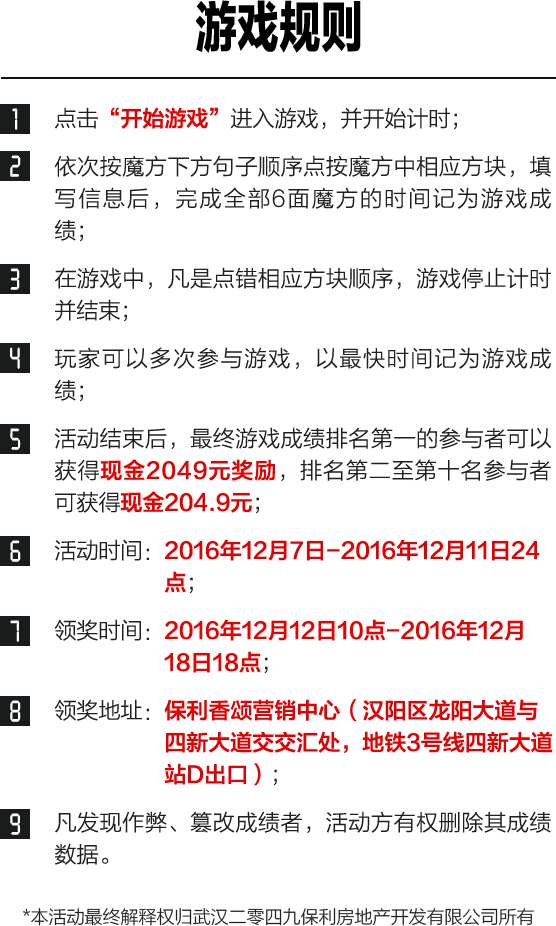 游戏规则
1 点击“开始游戏”进入游戏，并开始计时；
2 依次按魔方下方句子顺序点按魔方中相应方块，填
写信息后，完成全部6面魔方的时间记为游戏成
绩；
3 在游戏中，凡是点错相应方块顺序，游戏停止计时
并结束；
4 玩家可以多次参与游戏，以最快时间记为游戏成
绩；
5 活动结束后，最终游戏成绩排名第一的参与者可以
获得现金2049元奖励，排名第二至第十名参与者
可获得现金204.9元；
6 活动时间：2016年12月7日-2016年12月11日24
点；
7 领奖时间：2016年12月12日10点-2016年12月
18日18点；
8 领奖地址：保利香颂营销中心（汉阳区龙阳大道与
四新大道交交汇处，地铁3号线四新大道
站D出口）；
9 凡发现作弊、篡改成绩者，活动方有权删除其成绩
数据。
*本活动最终解释权归武汉二零四九保利房地产开发有限公司所有